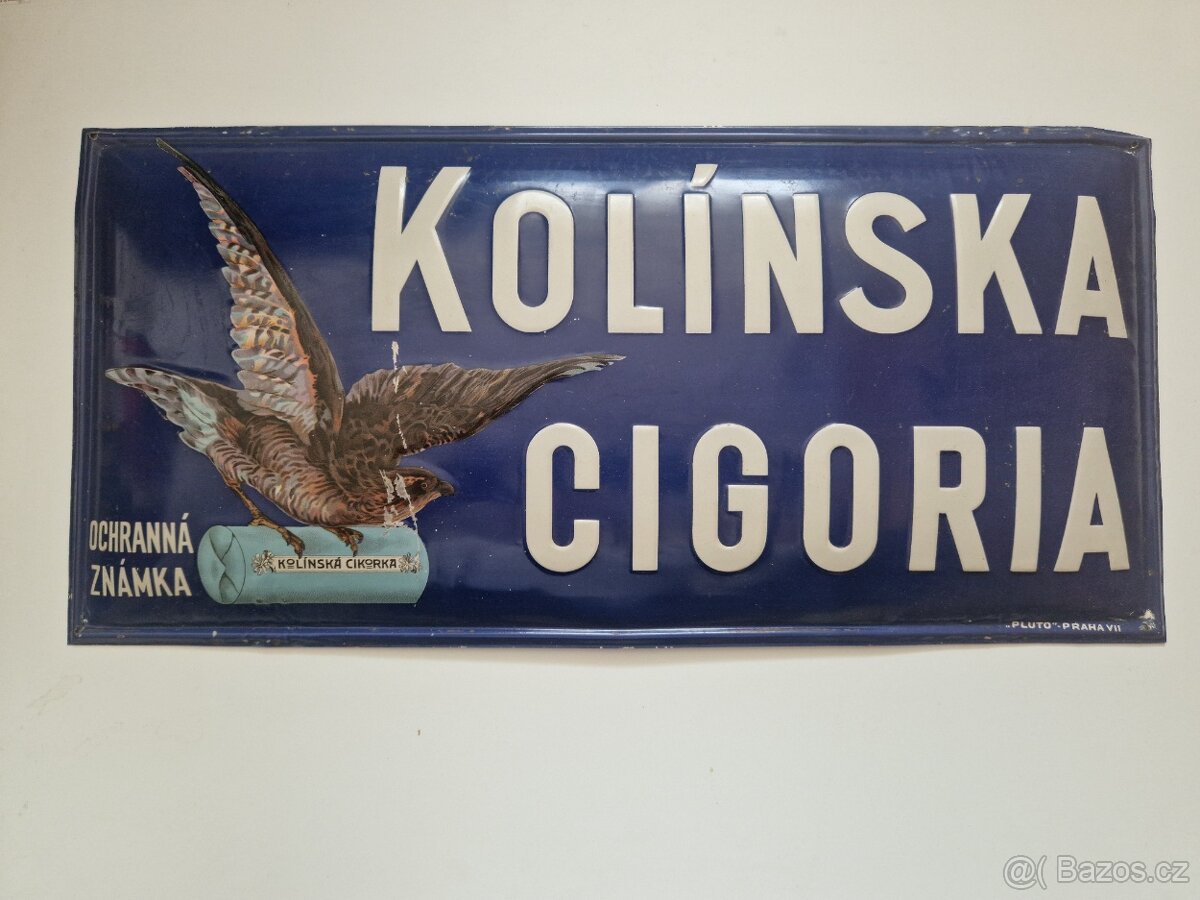 KOLÍNSKA
CIGORIA
OCHRANNÁ
ZNÁMKA
KOLÍNSKÁ CIKORKA
"PLUTO"-PRAHA VII
@( Bazos.cz